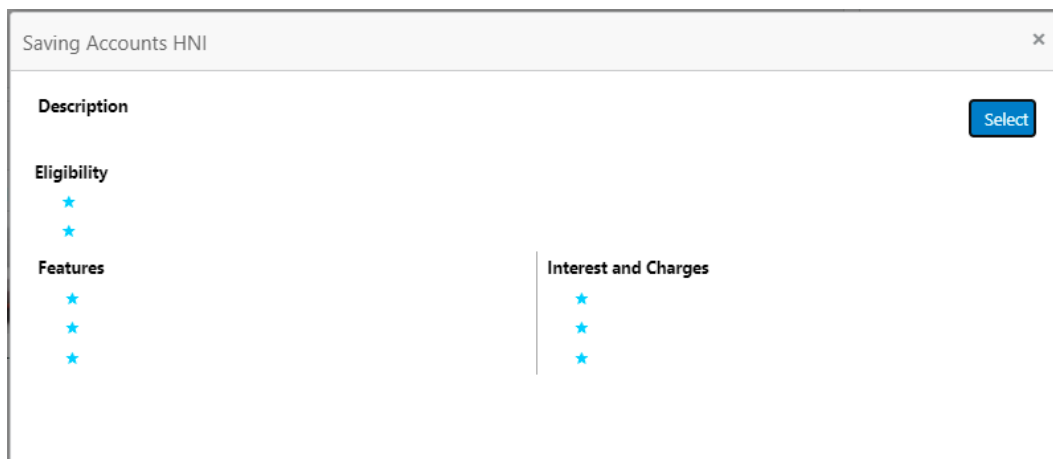 Saving Accounts HNI
Description
Select
Eligibility
Features
Interest and Charges